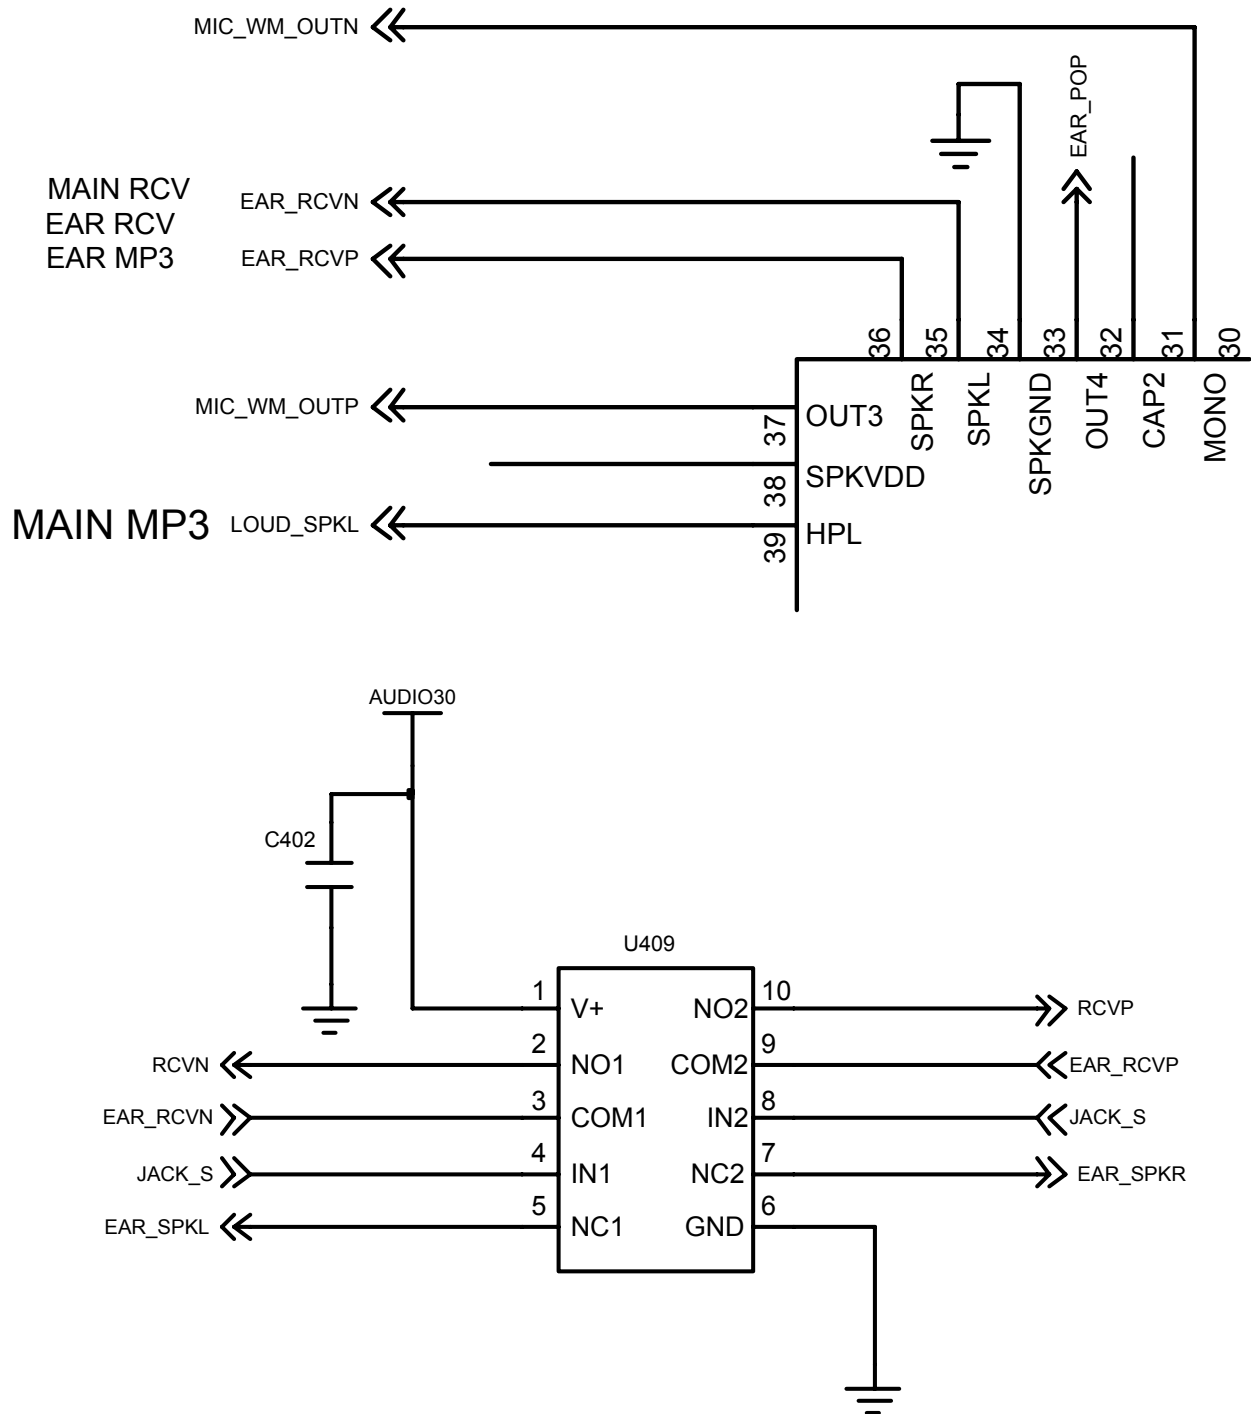 MIC_WM_OUTN
EAR_POP
MAIN RCV
EAR RCV
EAR MP3
EAR_RCVN
EAR_RCVP
36
35
34
33
32
31
30
SPKR
SPKL
SPKGND
OUT4
CAP2
MONO
MIC_WM_OUTP
37
OUT3
38
SPKVDD
MAIN MP3
LOUD_SPKL
39
HPL
AUDIO30
C402
U409
1
V+
NO2
10
RCVP
RCVN
2
NO1
COM2
9
EAR_RCVP
EAR_RCVN
3
COM1
IN2
8
JACK_S
JACK_S
4
IN1
NC2
7
EAR_SPKR
EAR_SPKL
5
NC1
GND
6